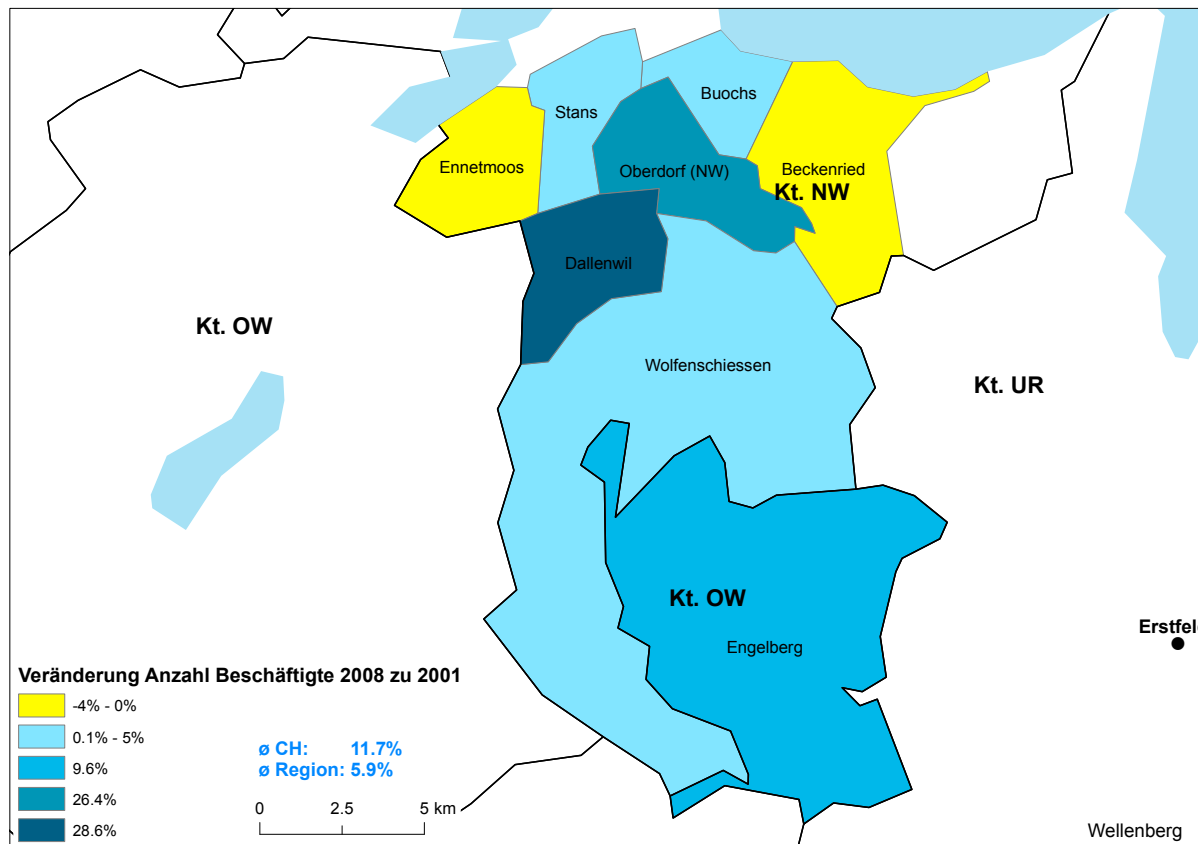 Stans
Buochs
Ennetmoos
Oberdorf (NW)
Beckenried
Kt. NW
Dallenwil
Kt. OW
Wolfenschiessen
Kt. UR
Kt. OW
Engelberg
Erstfel
Veränderung Anzahl Beschäftigte 2008 zu 2001
-4% - 0%
0.1% - 5%
9.6%
26.4%
28.6%
ø CH: 11.7%
ø Region: 5.9%
0 2.5 5 km
Wellenberg